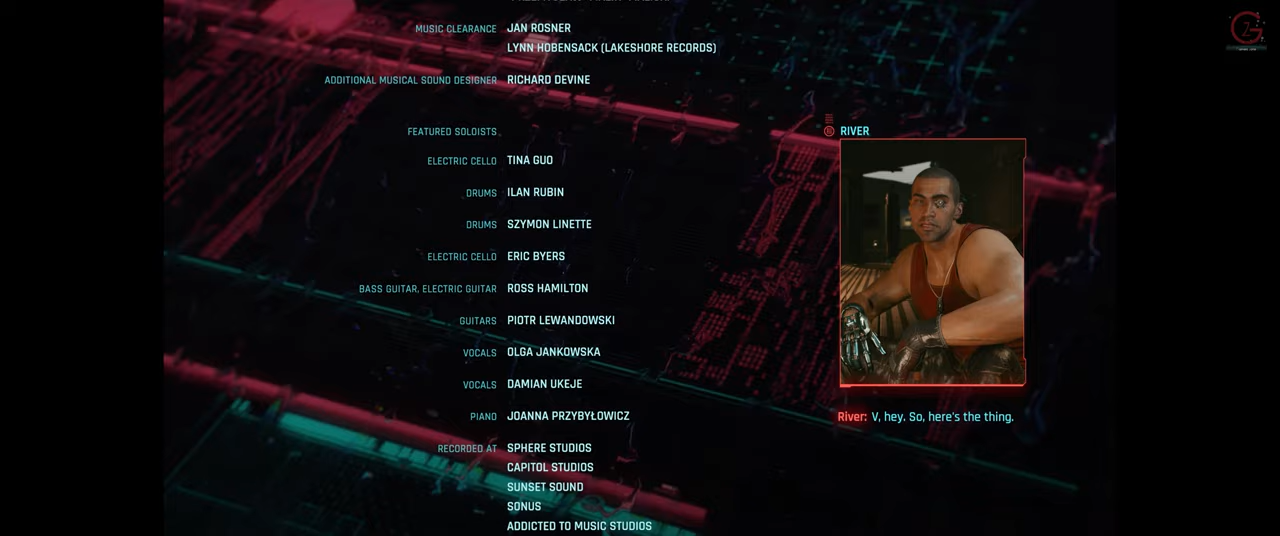 MUSIC CLEARANCE JAN ROSNER
LYNN HOBENSACK (LAKESHORE RECORDS)
ADDITIONAL MUSICAL SOUND DESIGNER RICHARD DEVINE
FEATURED SOLOISTS
ELECTRIC CELLO TINA GUO
DRUMS ILAN RUBIN
DRUMS SZYMON LINETTE
ELECTRIC CELLO ERIC BYERS
BASS GUITAR, ELECTRIC GUITAR ROSS HAMILTON
GUITARS PIOTR LEWANDOWSKI
VOCALS OLGA JANKOWSKA
VOCALS DAMIAN UKEJE
PIANO JOANNA PRZYBYŁOWICZ
RECORDED AT SPHERE STUDIOS
CAPITOL STUDIOS
SUNSET SOUND
SONUS
ADDICTED TO MUSIC STUDIOS
RIVER
River: V, hey. So, here's the thing.